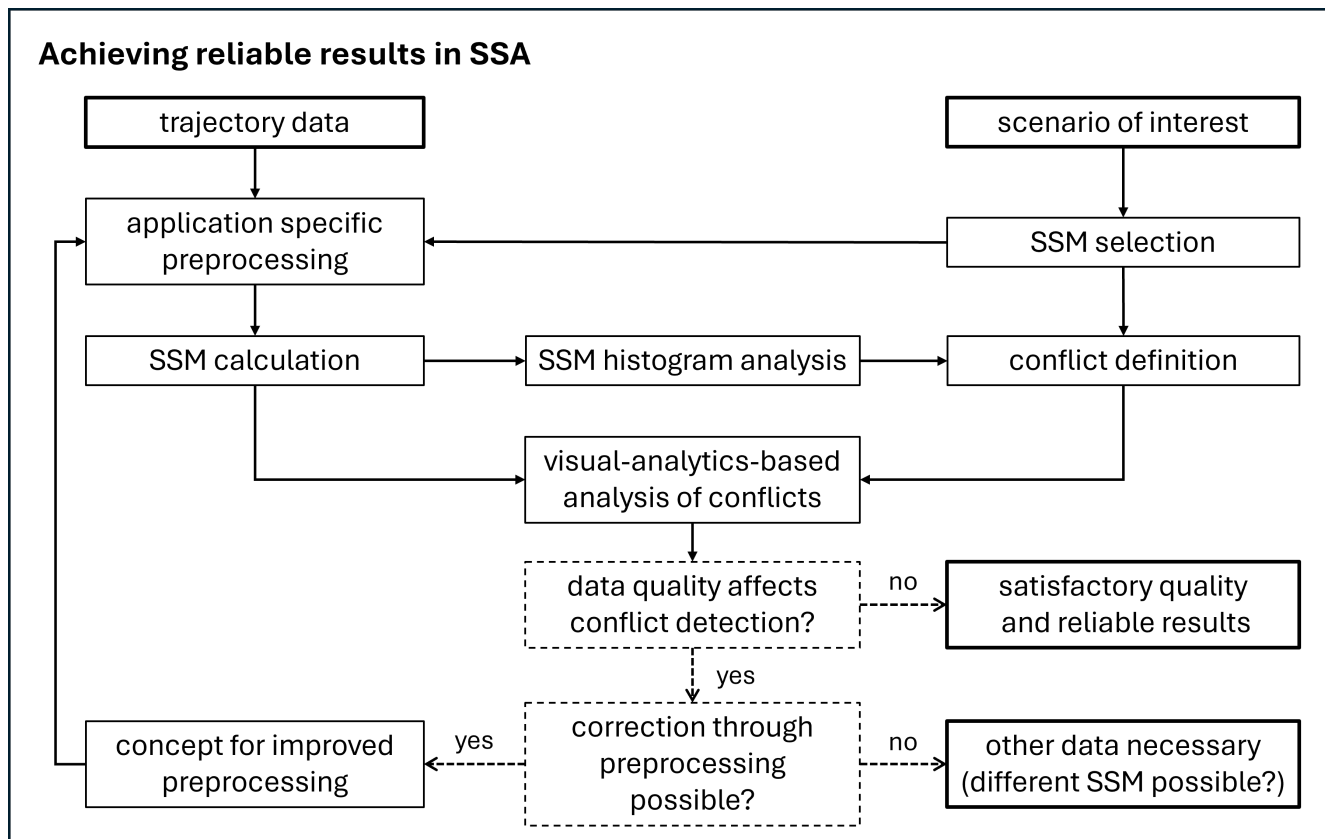 Achieving reliable results in SSA
trajectory data
scenario of interest
application specific
preprocessing
SSM selection
SSM calculation
SSM histogram analysis
conflict definition
visual-analytics-based
analysis of conflicts
data quality affects
conflict detection?
no
satisfactory quality
and reliable results
yes
concept for improved
preprocessing
yes
correction through
preprocessing
possible?
no
other data necessary
(different SSM possible?)